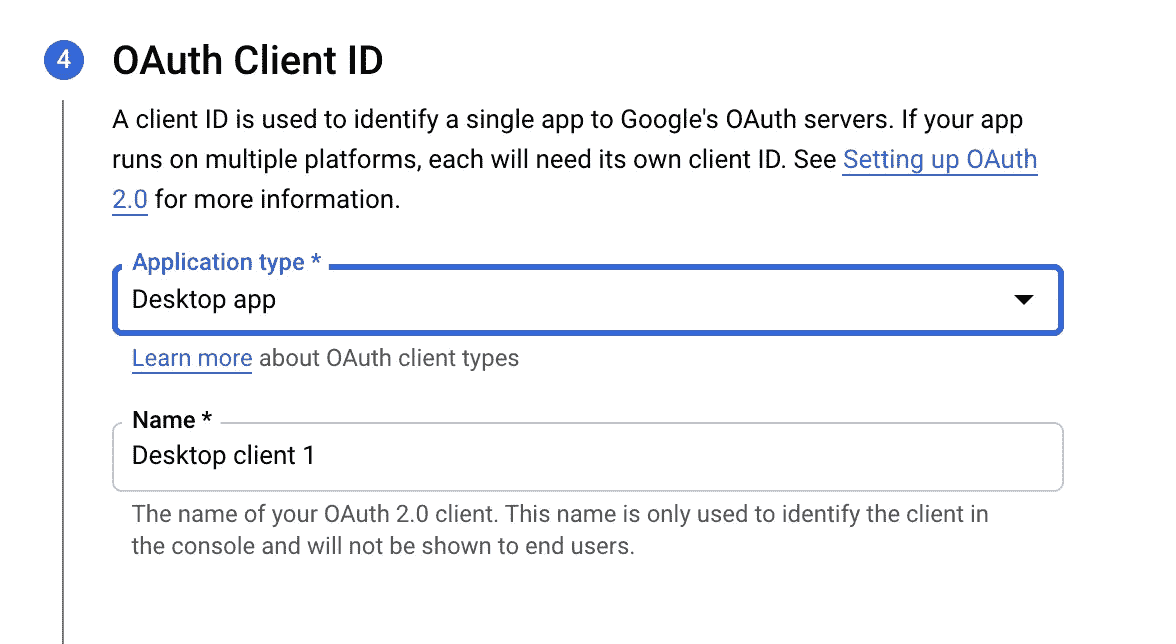 4
OAuth Client ID
A client ID is used to identify a single app to Google's OAuth servers. If your app
runs on multiple platforms, each will need its own client ID. See Setting up OAuth
2.0 for more information.
Application type *
Desktop app
Learn more about OAuth client types
Name *
Desktop client 1
The name of your OAuth 2.0 client. This name is only used to identify the client in
the console and will not be shown to end users.